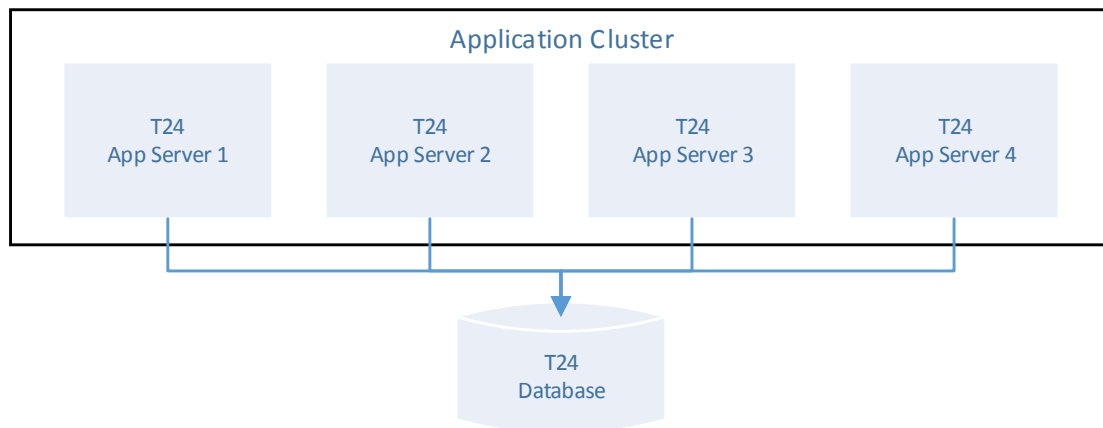 Application Cluster
T24
App Server 1
T24
App Server 2
T24
App Server 3
T24
App Server 4
T24
Database